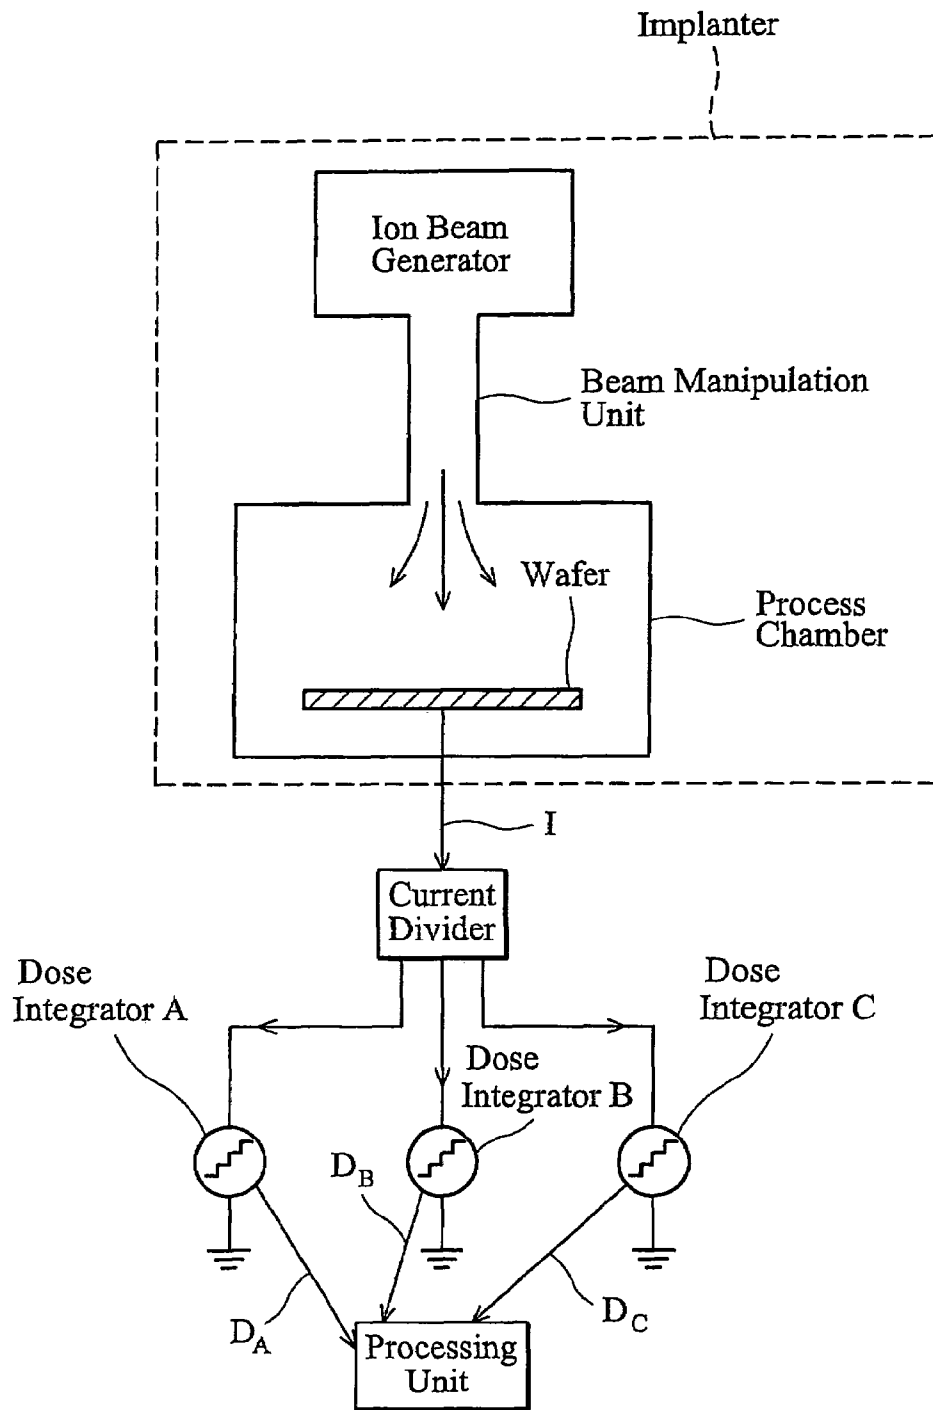 Implanter
Ion Beam
Generator
Beam Manipulation
Unit
Wafer
Process
Chamber
I
Current
Divider
Dose
Integrator A
Dose
Integrator C
Dose
Integrator B
D_B
D_A
D_C
Processing
Unit